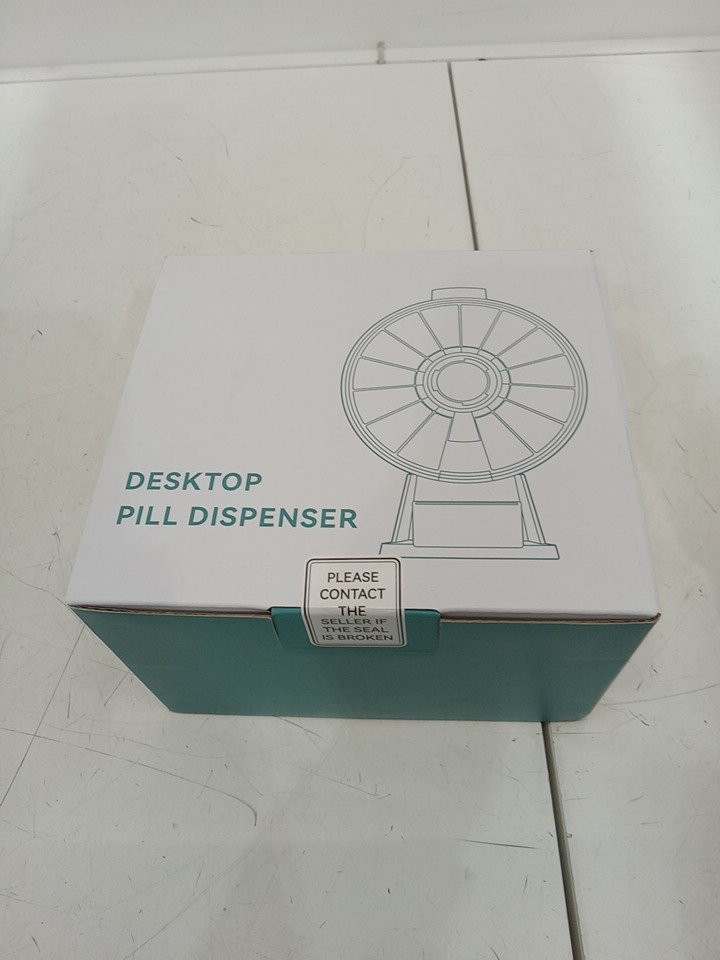 DESKTOP
PILL DISPENSER
PLEASE
CONTACT
THE
SELLER IF
THE SEAL
IS BROKEN